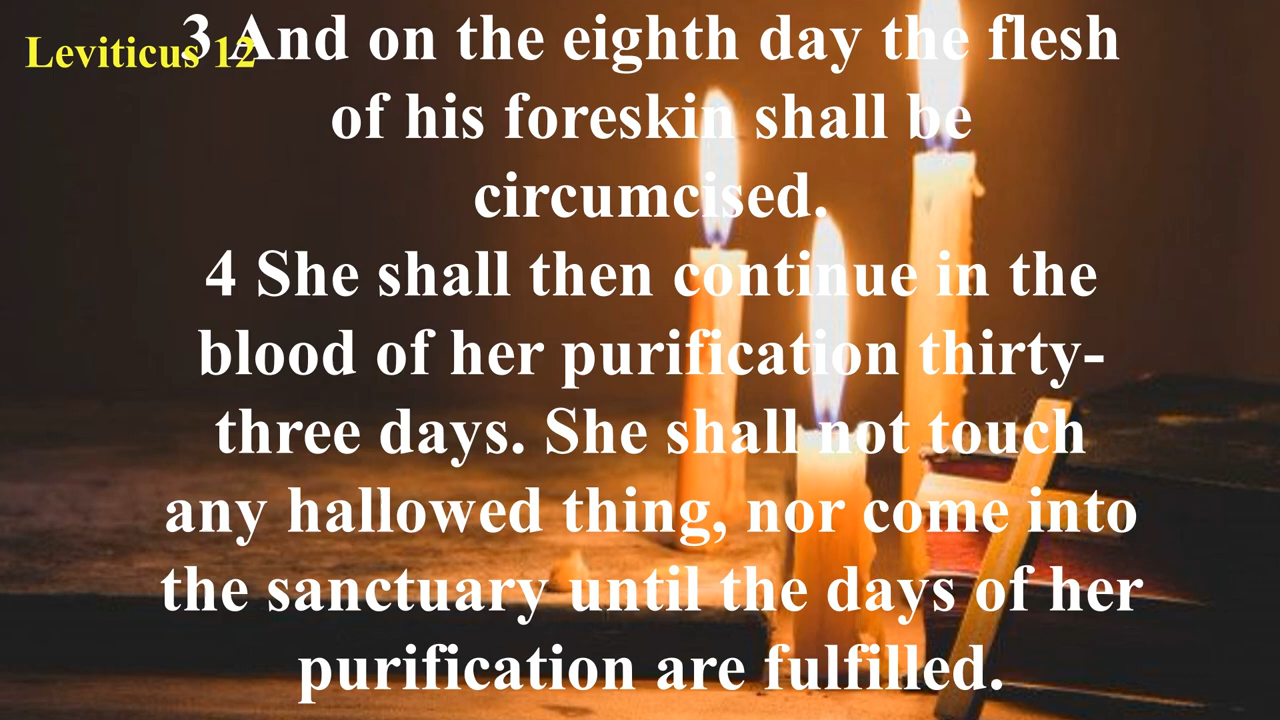 Leviticus 12
3 And on the eighth day the flesh
of his foreskin shall be
circumcised.
4 She shall then continue in the
blood of her purification thirty-
three days. She shall not touch
any hallowed thing, nor come into
the sanctuary until the days of her
purification are fulfilled.